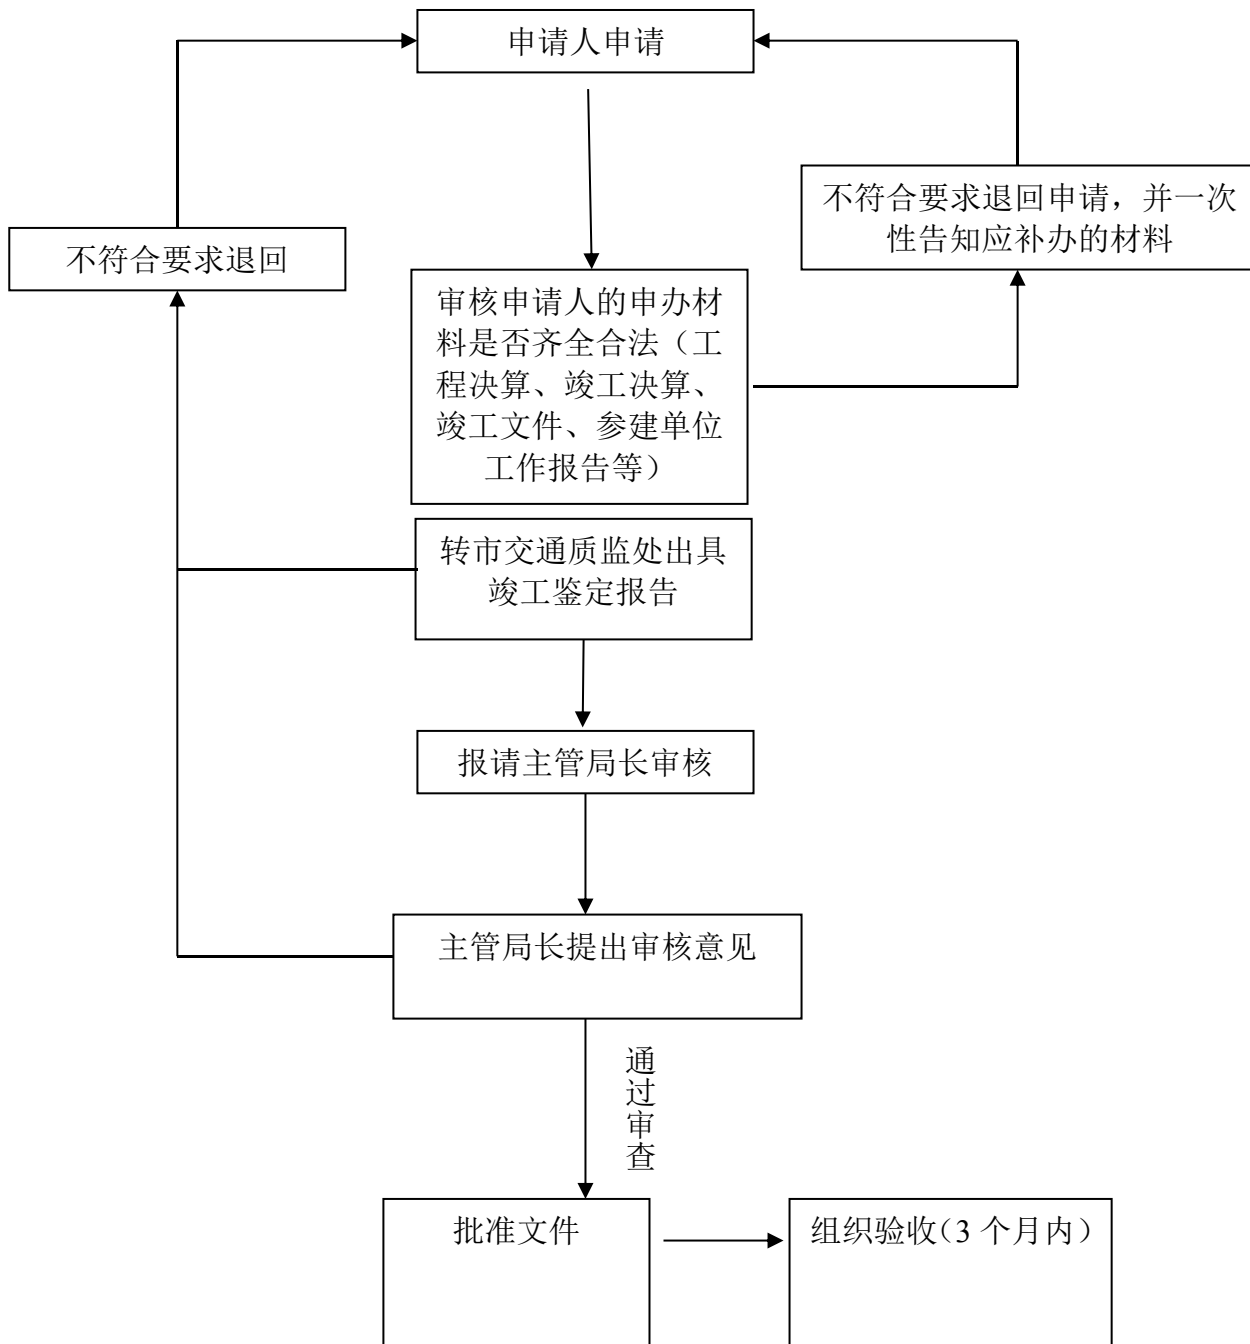 申请人申请
不符合要求退回申请，并一次
性告知应补办的材料
不符合要求退回
审核申请人的申办材
料是否齐全合法（工
程决算、竣工决算、
竣工文件、参建单位
工作报告等）
转市交通质监处出具
竣工鉴定报告
报请主管局长审核
主管局长提出审核意见
通过审查
批准文件
组织验收（3 个月内）